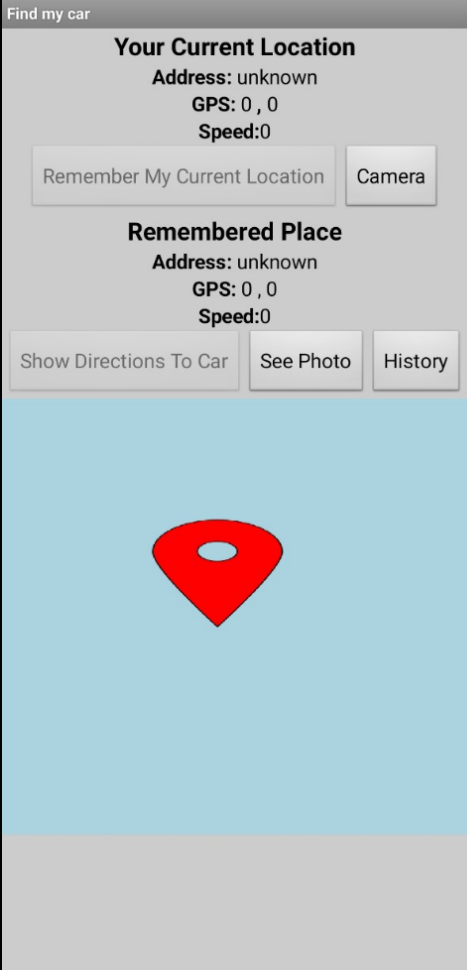 Find my car
Your Current Location
Address: unknown
GPS: 0 , 0
Speed:0
Remember My Current Location Camera
Remembered Place
Address: unknown
GPS: 0 , 0
Speed:0
Show Directions To Car See Photo History